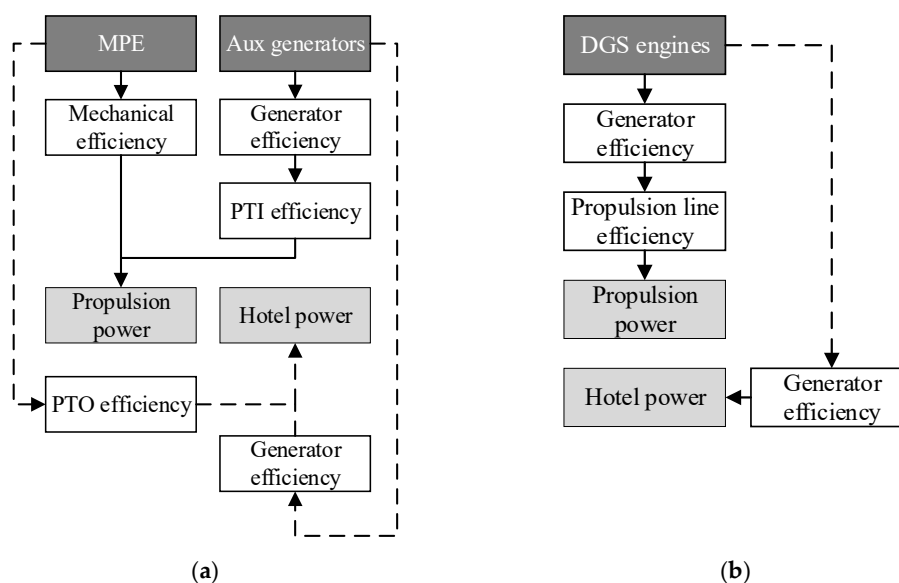 MPE
Aux generators
Mechanical
efficiency
Generator
efficiency
PTI efficiency
Propulsion
power
Hotel power
PTO efficiency
Generator
efficiency
(a)
DGS engines
Generator
efficiency
Propulsion line
efficiency
Propulsion
power
Hotel power
Generator
efficiency
(b)